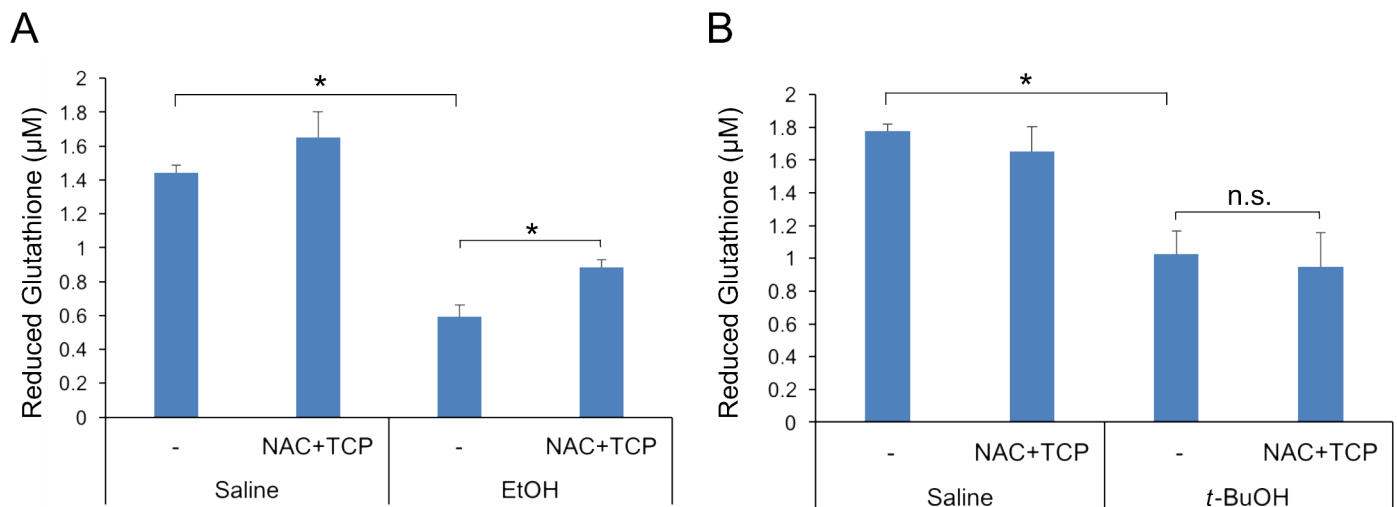 A
Reduced Glutathione (µM)
2
1.8
1.6
1.4
1.2
1
0.8
0.6
0.4
0.2
0
*
*
- NAC+TCP - NAC+TCP
Saline EtOH
B
Reduced Glutathione (µM)
2
1.8
1.6
1.4
1.2
1
0.8
0.6
0.4
0.2
0
*
n.s.
- NAC+TCP - NAC+TCP
Saline t-BuOH